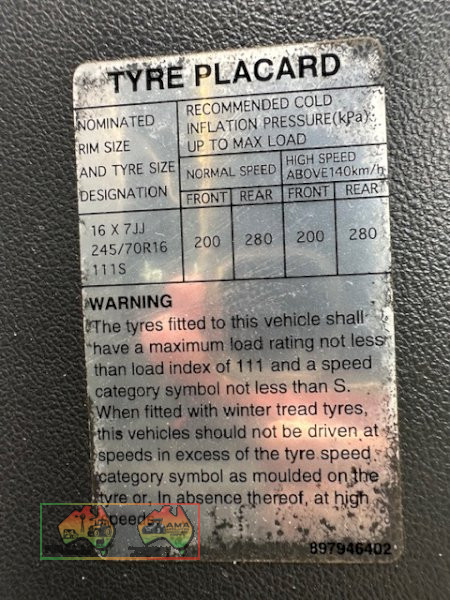 TYRE PLACARD
NOMINATED
RIM SIZE
AND TYRE SIZE
DESIGNATION
RECOMMENDED COLD
INFLATION PRESSURE(kPa)
UP TO MAX LOAD
NORMAL SPEED
HIGH SPEED
ABOVE140km/h
FRONT REAR FRONT REAR
16 X 7JJ
245/70R16
111S
200 280 200 280
WARNING
The tyres fitted to this vehicle shall
have a maximum load rating not less
than load index of 111 and a speed
category symbol not less than S.
When fitted with winter tread tyres,
this vehicles should not be driven at
speeds in excess of the tyre speed
category symbol as moulded on the
tyre or. In absence thereof, at high
speeds
897946402